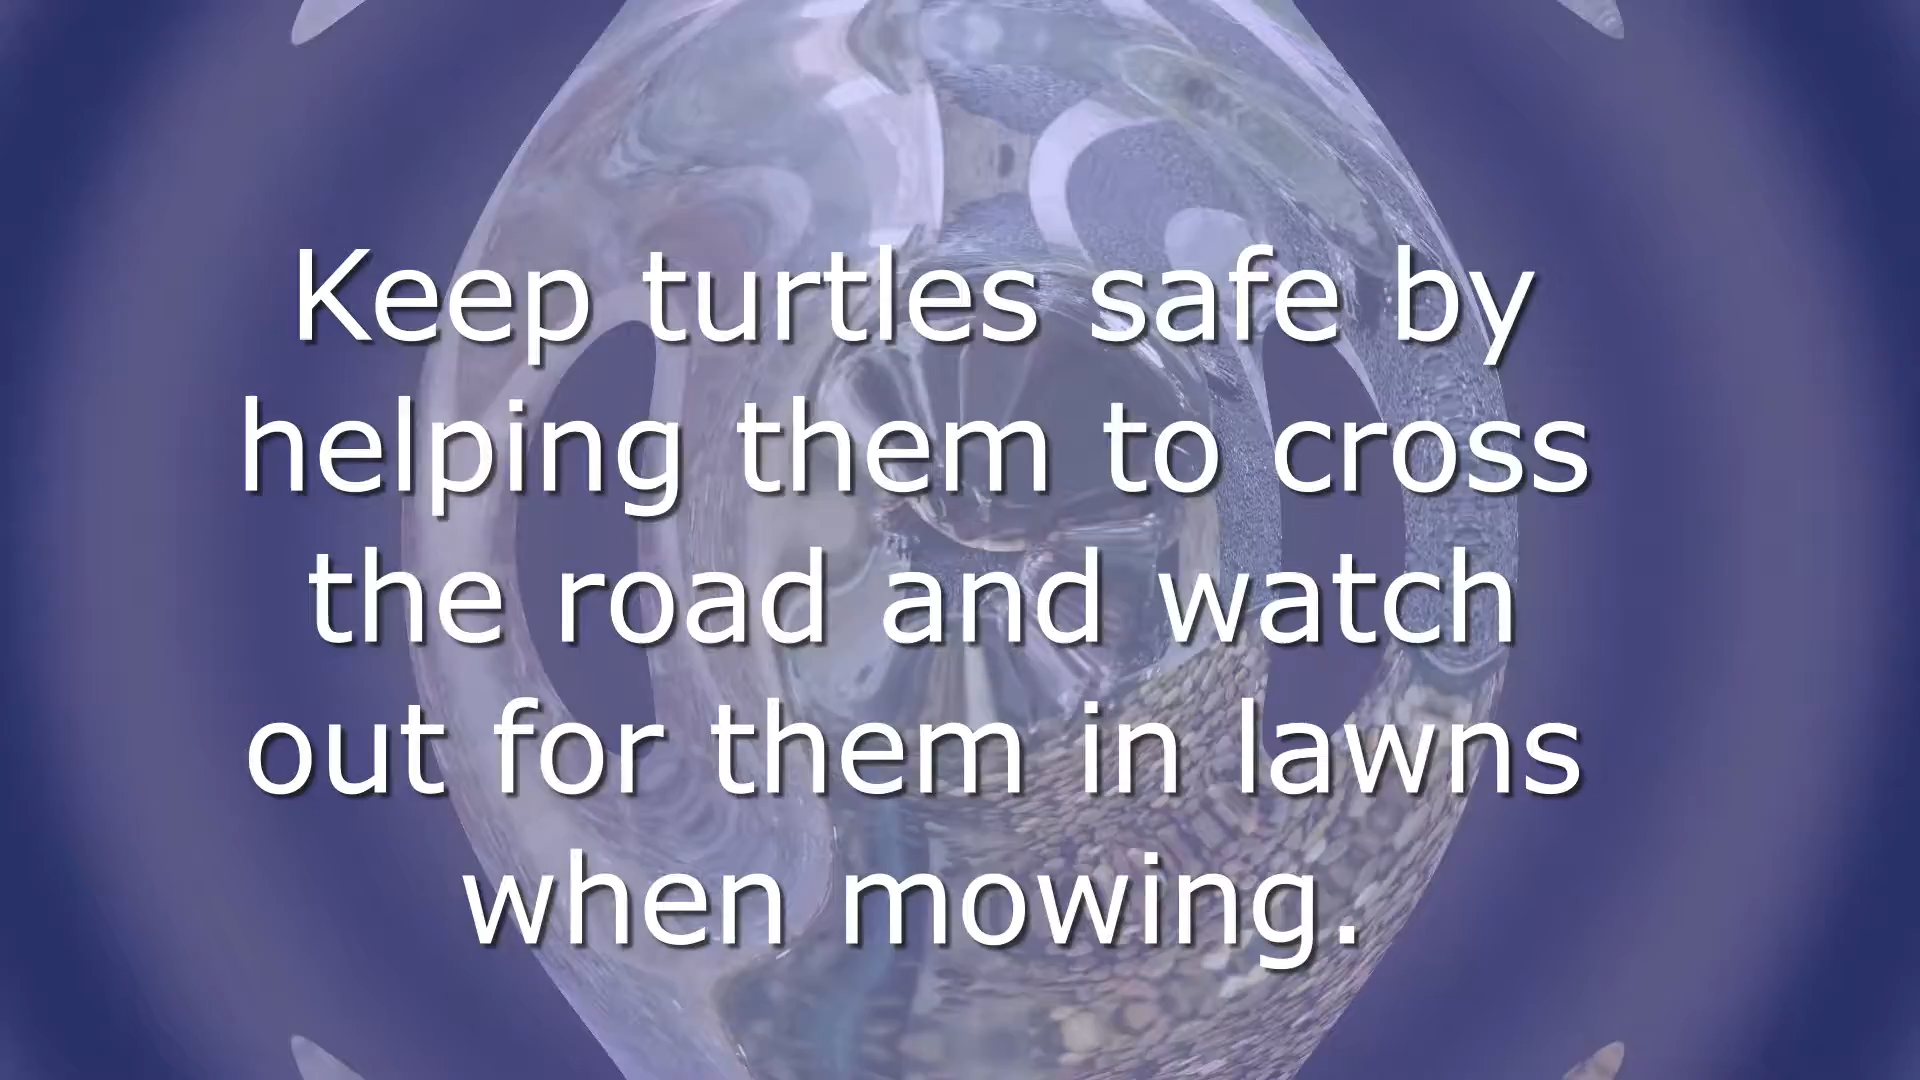 Keep turtles safe by
helping them to cross
the road and watch
out for them in lawns
when mowing.